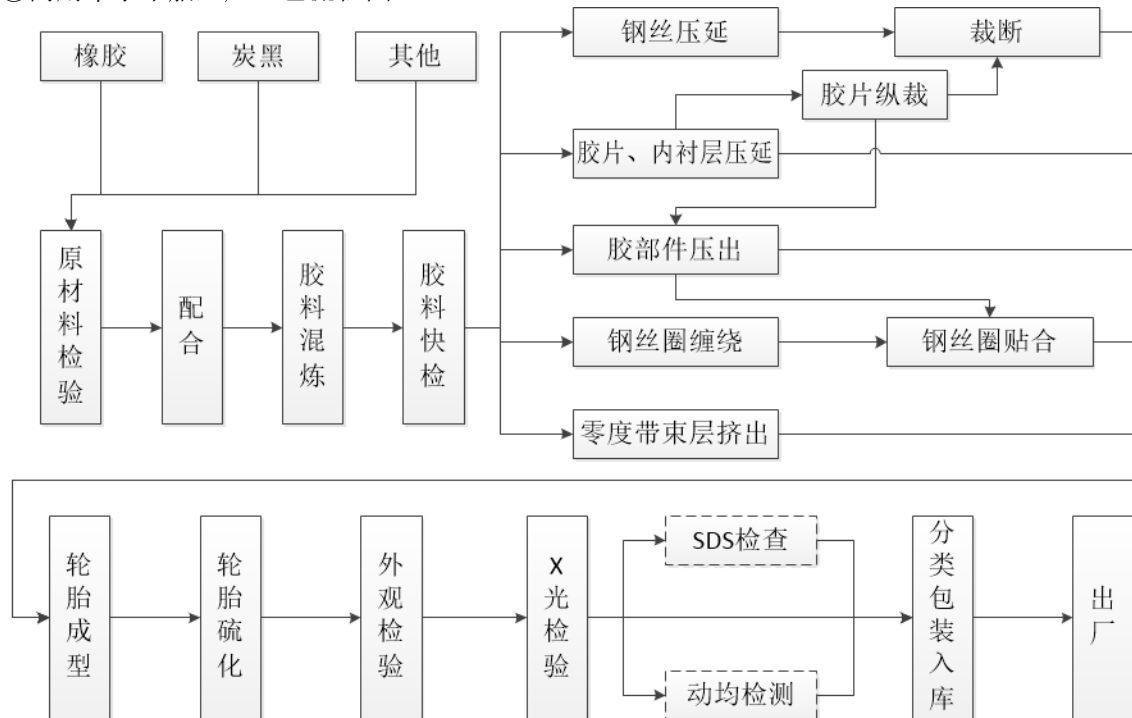 橡胶
炭黑
其他
钢丝压延
裁断
胶片纵裁
胶片、内衬层压延
胶部件压出
钢丝圈缠绕
钢丝圈贴合
零度带束层挤出
原材料检验
配合
胶料混炼
胶料快检
轮胎成型
轮胎硫化
外观检验
X光检验
SDS检查
动均检测
分类包装入库
出厂